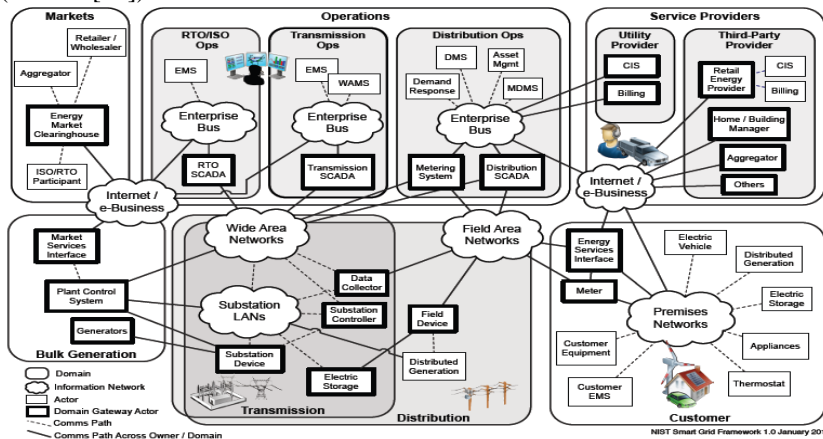 Markets
Retailer /
Wholesaler
Aggregator
Energy
Market
Clearinghouse
ISO/RTO
Participant
Operations
RTO/ISO
Ops
EMS
Enterprise
Bus
RTO
SCADA
Transmission
Ops
EMS
WAMS
Enterprise
Bus
Transmission
SCADA
Distribution Ops
DMS
Asset
Mgmt
Demand
Response
MDMS
Enterprise
Bus
Metering
System
Distribution
SCADA
Service Providers
Utility
Provider
CIS
Billing
Third-Party
Provider
Retail
Energy
Provider
CIS
Billing
Home / Building
Manager
Aggregator
Others
Internet /
e-Business
Internet /
e-Business
Market
Services
Interface
Plant Control
System
Generators
Bulk Generation
Wide Area
Networks
Field Area
Networks
Substation
LANs
Data
Collector
Substation
Controller
Field
Device
Substation
Device
Electric
Storage
Distributed
Generation
Transmission
Distribution
Energy
Services
Interface
Meter
Electric
Vehicle
Distributed
Generation
Electric
Storage
Premises
Networks
Appliances
Customer
Equipment
Customer
EMS
Thermostat
Customer
Domain
Information Network
Actor
Domain Gateway Actor
Comms Path
Comms Path Across Owner / Domain
NIST Smart Grid Framework 1.0 January